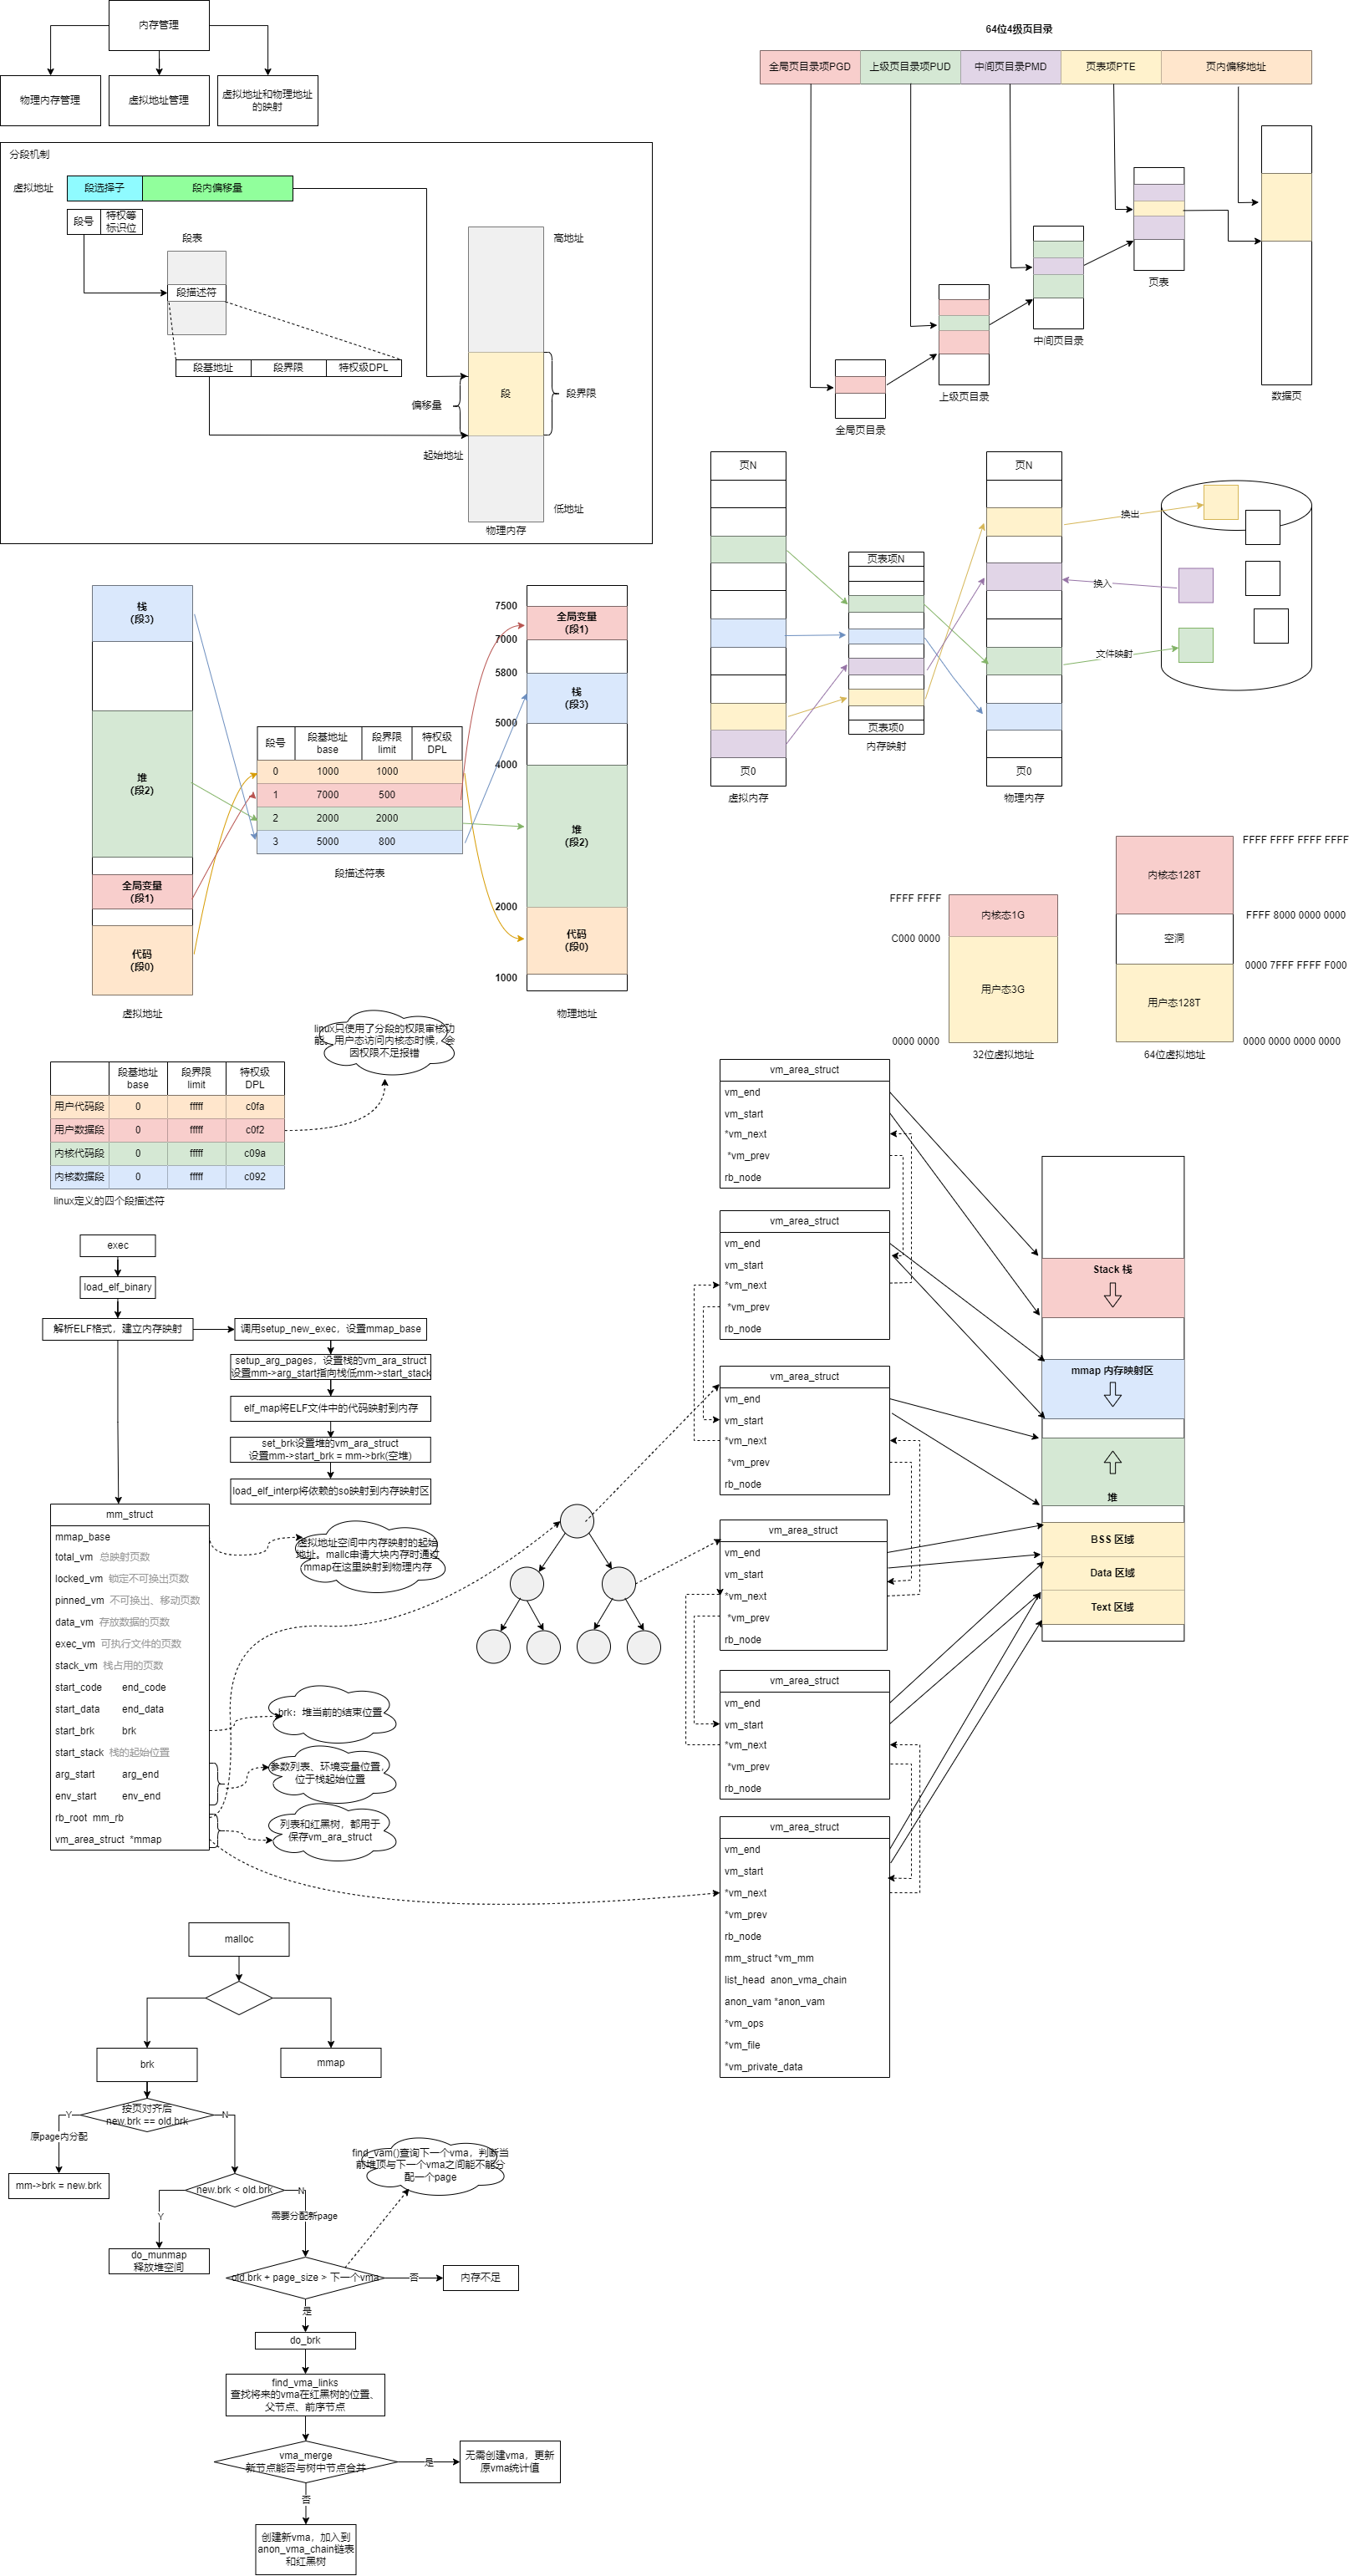 内存管理
物理内存管理
虚拟地址管理
虚拟地址和物理地址
的映射
分段机制
虚拟地址
段选择子
段内偏移量
段号
特权等
标识位
段表
段描述符
段基地址
段界限
特权级DPL
高地址
段
偏移量
段界限
起始地址
低地址
物理内存
64位4级页目录
全局页目录项PGD
上级页目录项PUD
中间页目录PMD
页表项PTE
页内偏移地址
页表
中间页目录
上级页目录
全局页目录
数据页
页N
页0
虚拟内存
页表项N
页表项0
内存映射
页N
页0
物理内存
换出
换入
文件映射
栈
(段3)
堆
(段2)
全局变量
(段1)
代码
(段0)
虚拟地址
段号
段基地址
base
段界限
limit
特权级
DPL
0 1000 1000
1 7000 500
2 2000 2000
3 5000 800
段描述符表
7500
全局变量
(段1)
7000
5800
栈
(段3)
5000
4000
堆
(段2)
2000
代码
(段0)
1000
物理地址
FFFF FFFF
内核态1G
C000 0000
用户态3G
0000 0000
32位虚拟地址
FFFF FFFF FFFF FFFF
内核态128T
FFFF 8000 0000 0000
空洞
0000 7FFF FFFF F000
用户态128T
0000 0000 0000 0000
64位虚拟地址
linux只使用了分段的权限审核功
能，用户态访问内核态时候，会
因权限不足报错
段基地址
base
段界限
limit
特权级
DPL
用户代码段 0 fffff c0fa
用户数据段 0 fffff c0f2
内核代码段 0 fffff c09a
内核数据段 0 fffff c092
linux定义的四个段描述符
exec
load_elf_binary
解析ELF格式，建立内存映射
调用setup_new_exec，设置mmap_base
setup_arg_pages，设置栈的vm_ara_struct
设置mm->arg_start指向栈低mm->start_stack
elf_map将ELF文件中的代码映射到内存
set_brk设置堆的vm_ara_struct
设置mm->start_brk = mm->brk(空堆)
load_elf_interp将依赖的so映射到内存映射区
mm_struct
mmap_base
total_vm 总映射页数
locked_vm 锁定不可换出页数
pinned_vm 不可换出、移动页数
data_vm 存放数据的页数
exec_vm 可执行文件的页数
stack_vm 栈占用的页数
start_code end_code
start_data end_data
start_brk brk
start_stack 栈的起始位置
arg_start arg_end
env_start env_end
rb_root mm_rb
vm_area_struct *mmap
虚拟地址空间中内存映射的起始
地址。mallc申请大块内存时通过
mmap在这里映射到物理内存
brk：堆当前的结束位置
参数列表、环境变量位置，
位于栈起始位置
列表和红黑树，都用于
保存vm_ara_struct
vm_area_struct
vm_end
vm_start
*vm_next
*vm_prev
rb_node
vm_area_struct
vm_end
vm_start
*vm_next
*vm_prev
rb_node
vm_area_struct
vm_end
vm_start
*vm_next
*vm_prev
rb_node
vm_area_struct
vm_end
vm_start
*vm_next
*vm_prev
rb_node
vm_area_struct
vm_end
vm_start
*vm_next
*vm_prev
rb_node
vm_area_struct
vm_end
vm_start
*vm_next
*vm_prev
rb_node
mm_struct *vm_mm
list_head anon_vma_chain
anon_vam *anon_vam
*vm_ops
*vm_file
*vm_private_data
Stack 栈
mmap 内存映射区
堆
BSS 区域
Data 区域
Text 区域
malloc
brk
mmap
按页对齐后
new.brk == old.brk
Y
N
原page内分配
mm->brk = new.brk
new.brk < old.brk
Y
N
需要分配新page
do_munmap
释放堆空间
find_vam()查询下一个vma，判断当
前堆顶与下一个vma之间能不能分
配一个page
old.brk + page_size > 下一个vma
否
内存不足
是
do_brk
find_vma_links
查找将来的vma在红黑树的位置、
父节点、前序节点
vma_merge
新节点能否与树中节点合并
是
无需创建vma，更新
原vma统计值
否
创建新vma，加入到
anon_vma_chain链表
和红黑树